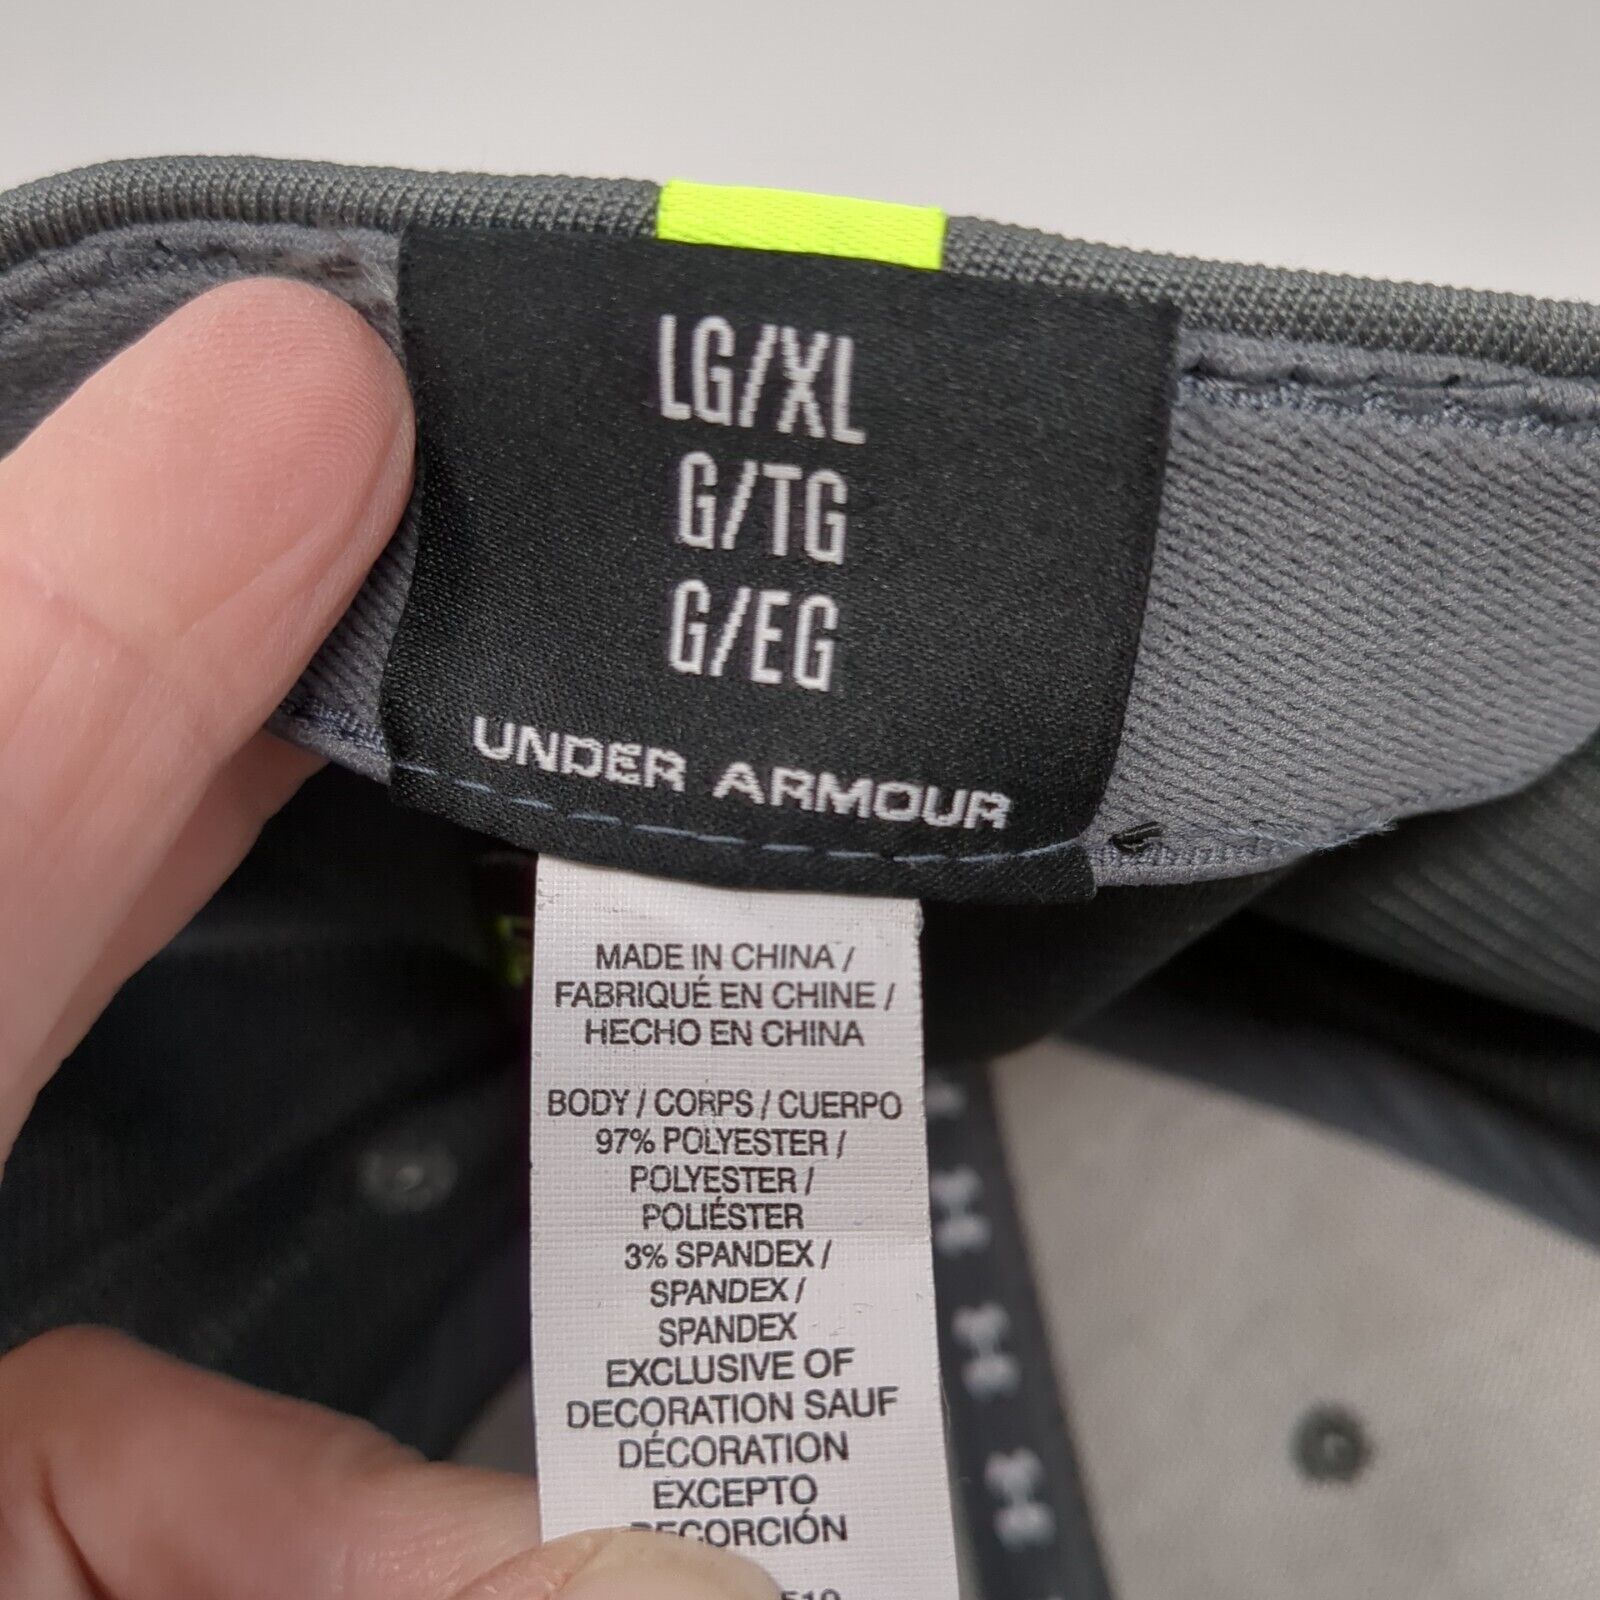 LG/XL
G/TG
G/EG
UNDER ARMOUR
MADE IN CHINA /
FABRIQUÉ EN CHINE /
HECHO EN CHINA
BODY / CORPS / CUERPO
97% POLYESTER /
POLYESTER /
POLIÉSTER
3% SPANDEX /
SPANDEX /
SPANDEX
EXCLUSIVE OF
DECORATION SAUF
DÉCORATION
EXCEPTO
DECORCIÓN